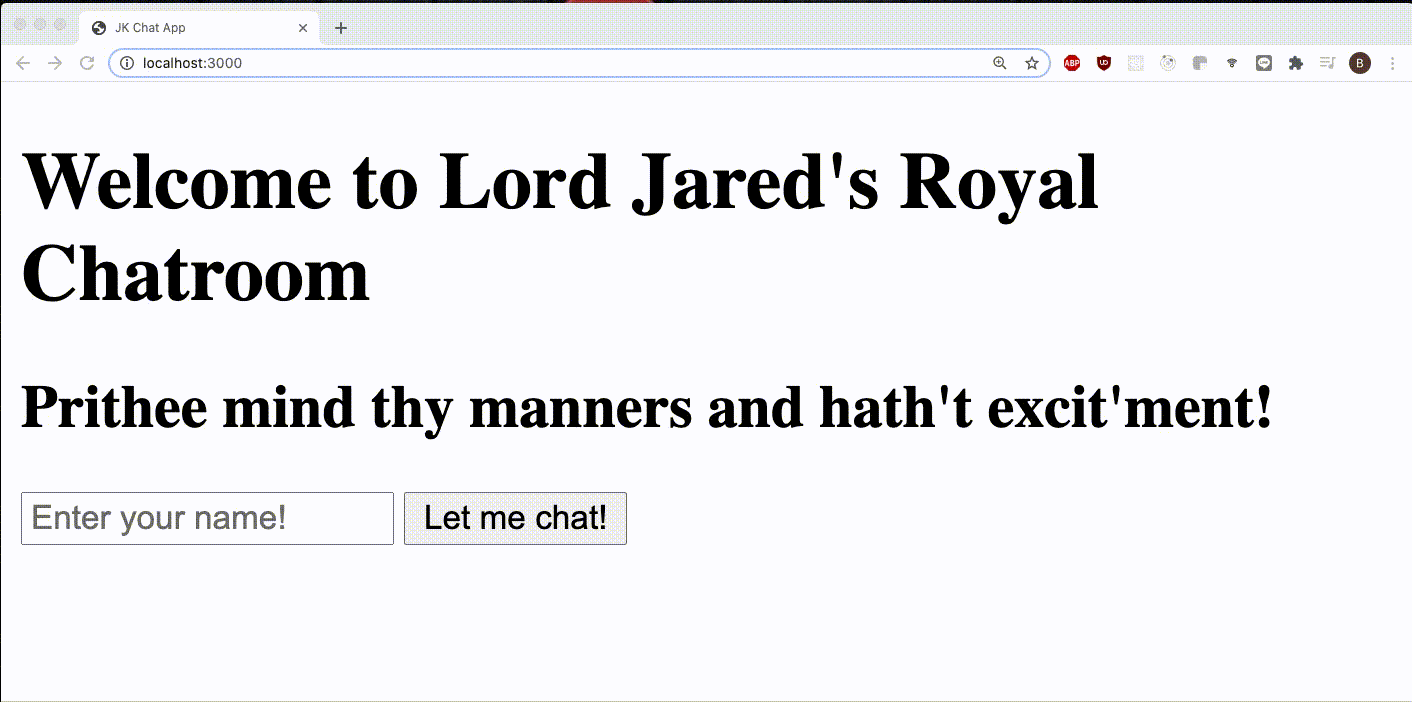 JK Chat App
localhost:3000
ABP
UD
B
Welcome to Lord Jared's Royal
Chatroom
Prithee mind thy manners and hath't excit'ment!
Enter your name!
Let me chat!